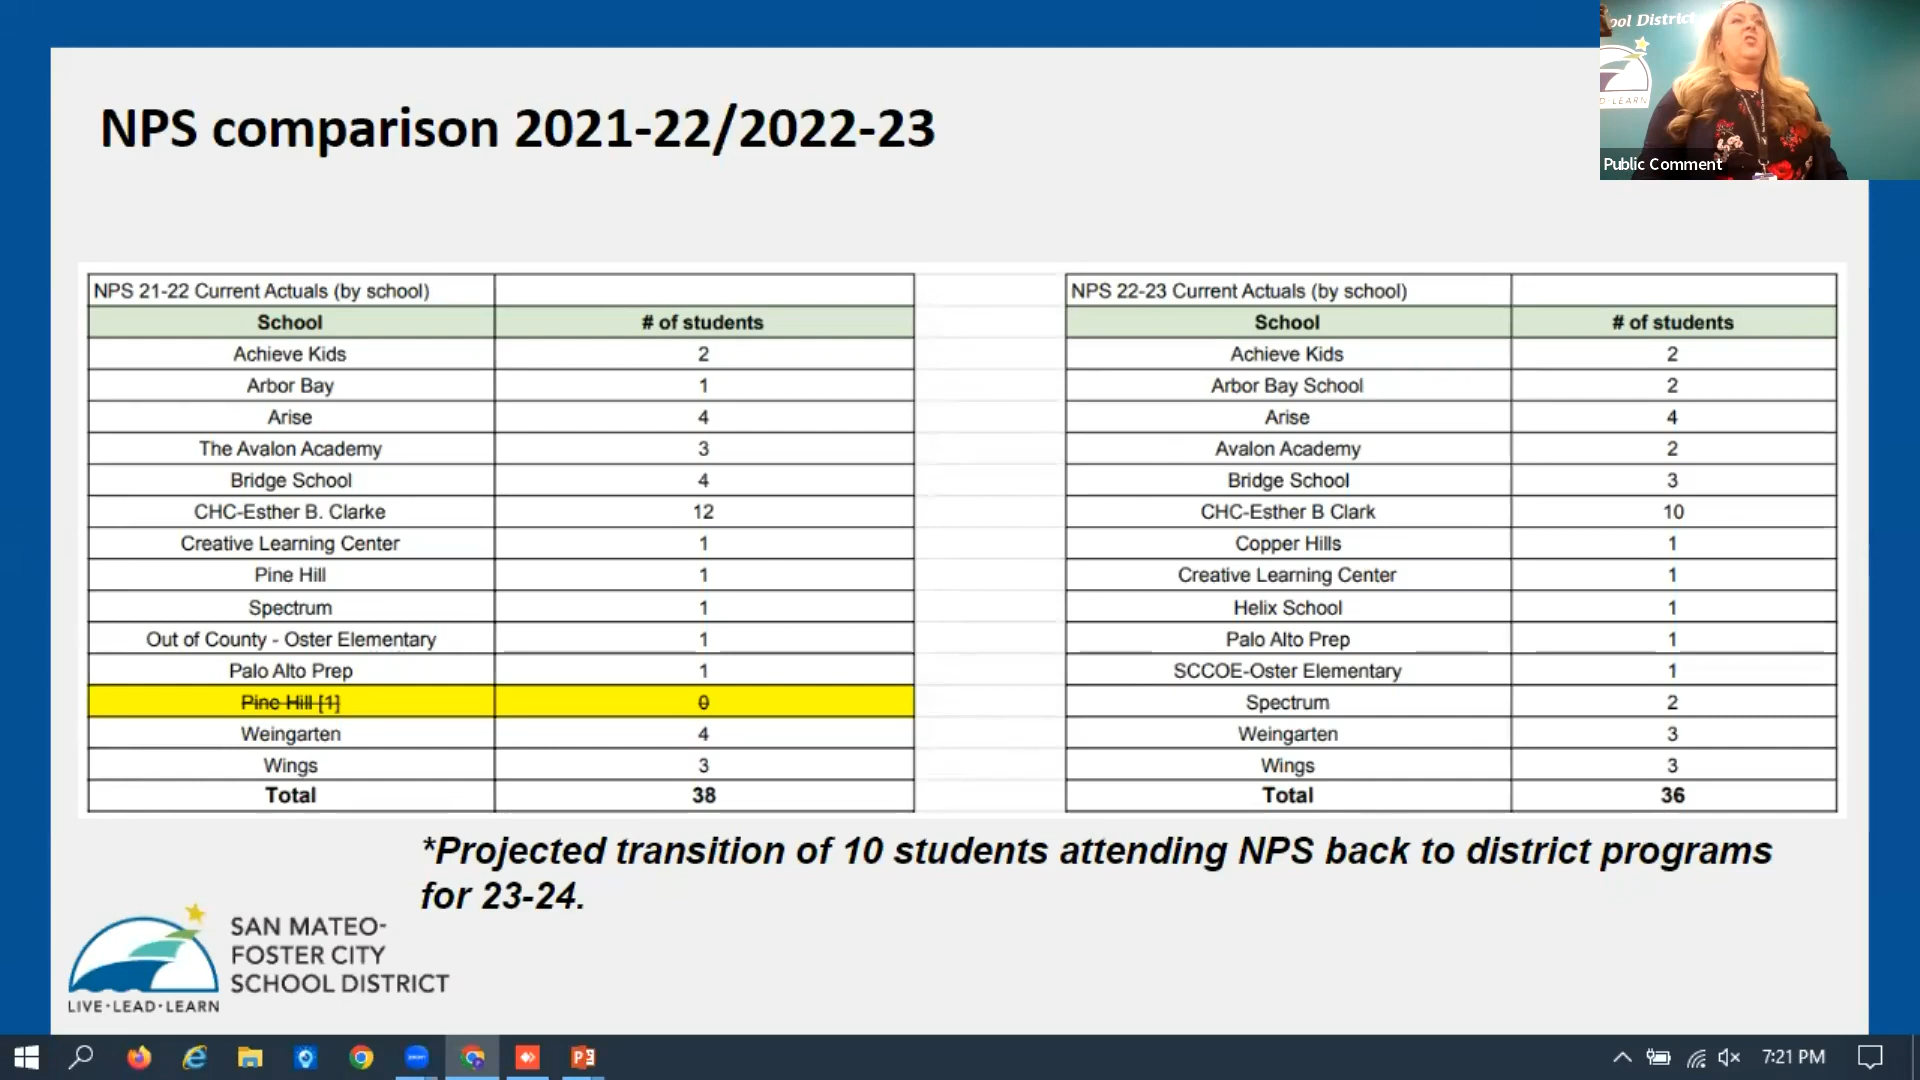 ool District
D·LEARN
Public Comment
NPS comparison 2021-22/2022-23
NPS 21-22 Current Actuals (by school)
School # of students
Achieve Kids 2
Arbor Bay 1
Arise 4
The Avalon Academy 3
Bridge School 4
CHC-Esther B. Clarke 12
Creative Learning Center 1
Pine Hill 1
Spectrum 1
Out of County - Oster Elementary 1
Palo Alto Prep 1
Pine Hill [1] 0
Weingarten 4
Wings 3
Total 38
NPS 22-23 Current Actuals (by school)
School # of students
Achieve Kids 2
Arbor Bay School 2
Arise 4
Avalon Academy 2
Bridge School 3
CHC-Esther B Clark 10
Copper Hills 1
Creative Learning Center 1
Helix School 1
Palo Alto Prep 1
SCCOE-Oster Elementary 1
Spectrum 2
Weingarten 3
Wings 3
Total 36
*Projected transition of 10 students attending NPS back to district programs
for 23-24.
SAN MATEO-
FOSTER CITY
SCHOOL DISTRICT
LIVE·LEAD·LEARN
7:21 PM